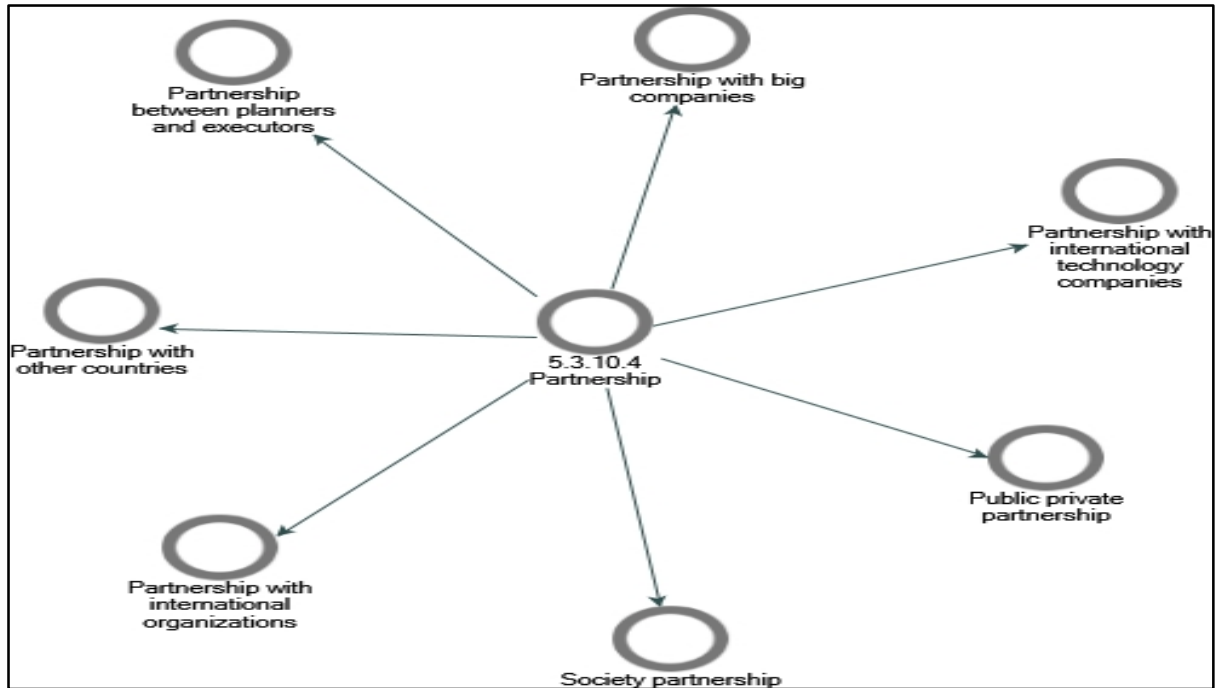 Partnership with big
companies
Partnership
between planners
and executors
Partnership with
international
technology
companies
Partnership with
other countries
5.3.10.4
Partnership
Public private
partnership
Partnership with
international
organizations
Society partnership